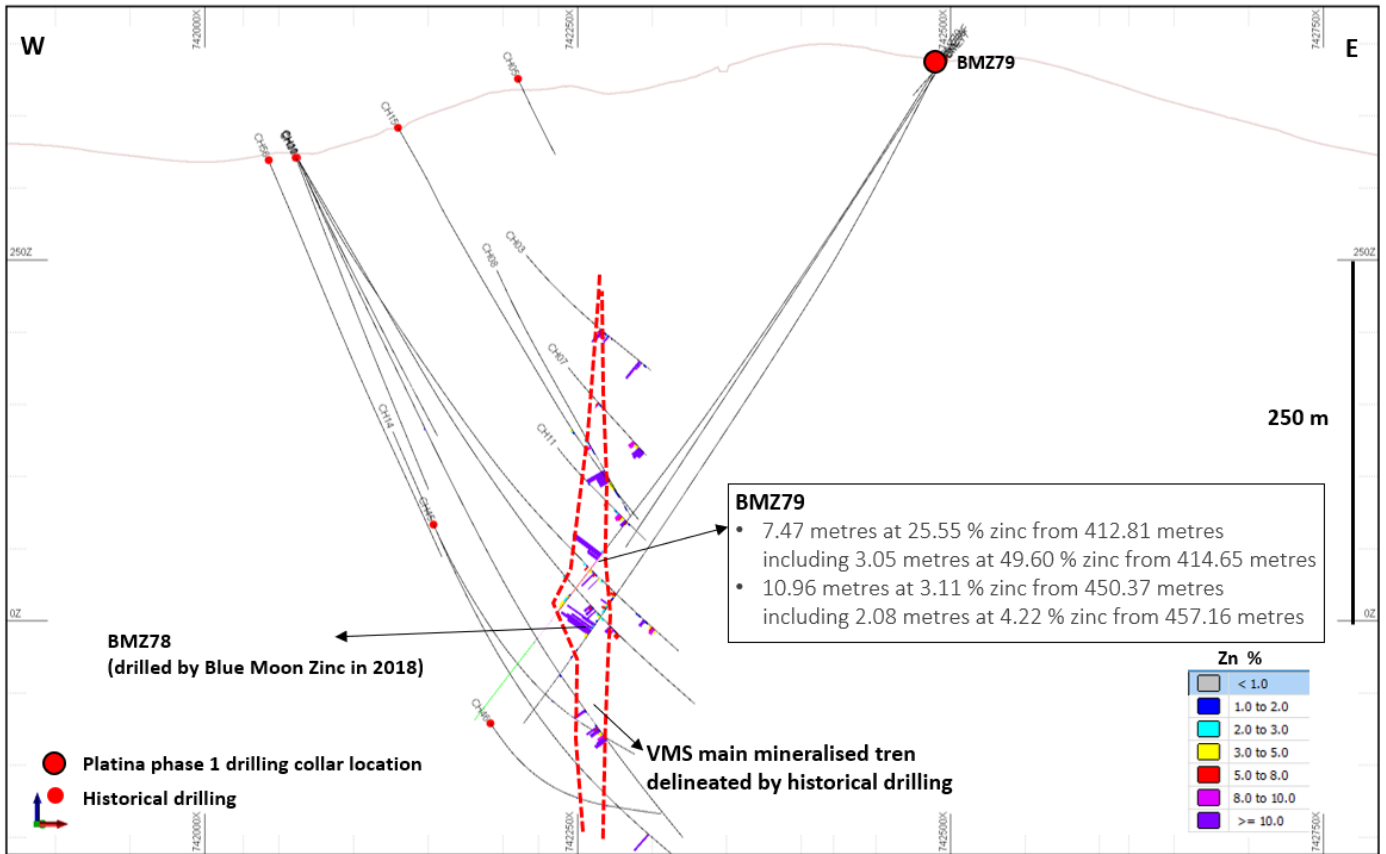 742000X
742250X
742500X
742750X
W
E
BMZ79
CH05
CH15
CH56
250Z
250Z
CH03
CH08
CH07
CH14
CH11
CH45
CH46
250 m
BMZ79
• 7.47 metres at 25.55 % zinc from 412.81 metres
including 3.05 metres at 49.60 % zinc from 414.65 metres
• 10.96 metres at 3.11 % zinc from 450.37 metres
including 2.08 metres at 4.22 % zinc from 457.16 metres
0Z
0Z
BMZ78
(drilled by Blue Moon Zinc in 2018)
Zn %
< 1.0
1.0 to 2.0
2.0 to 3.0
3.0 to 5.0
5.0 to 8.0
8.0 to 10.0
>= 10.0
VMS main mineralised tren
delineated by historical drilling
Platina phase 1 drilling collar location
Historical drilling
742000X
742250X
742500X
742750X